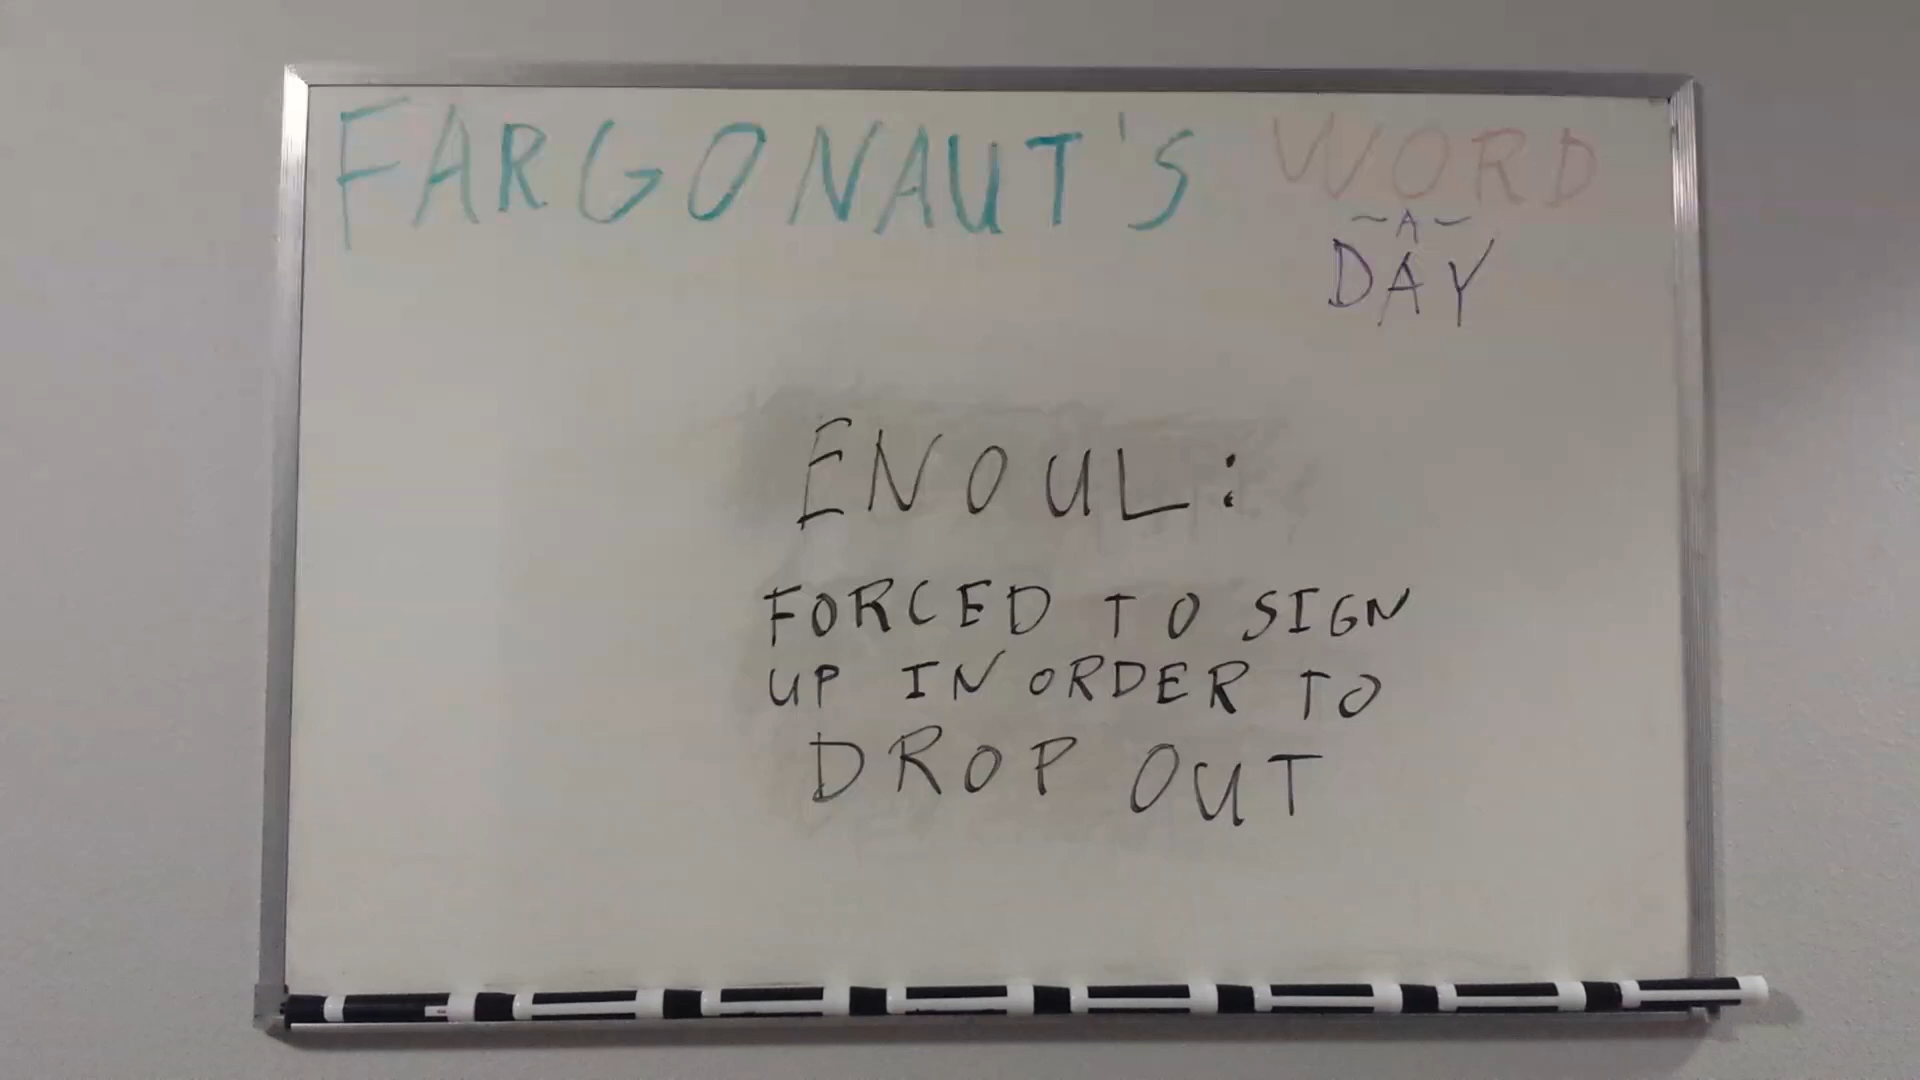 FARGONAUT'S WORD
~A~
DAY
ENOUL:
FORCED TO SIGN
UP IN ORDER TO
DROP OUT